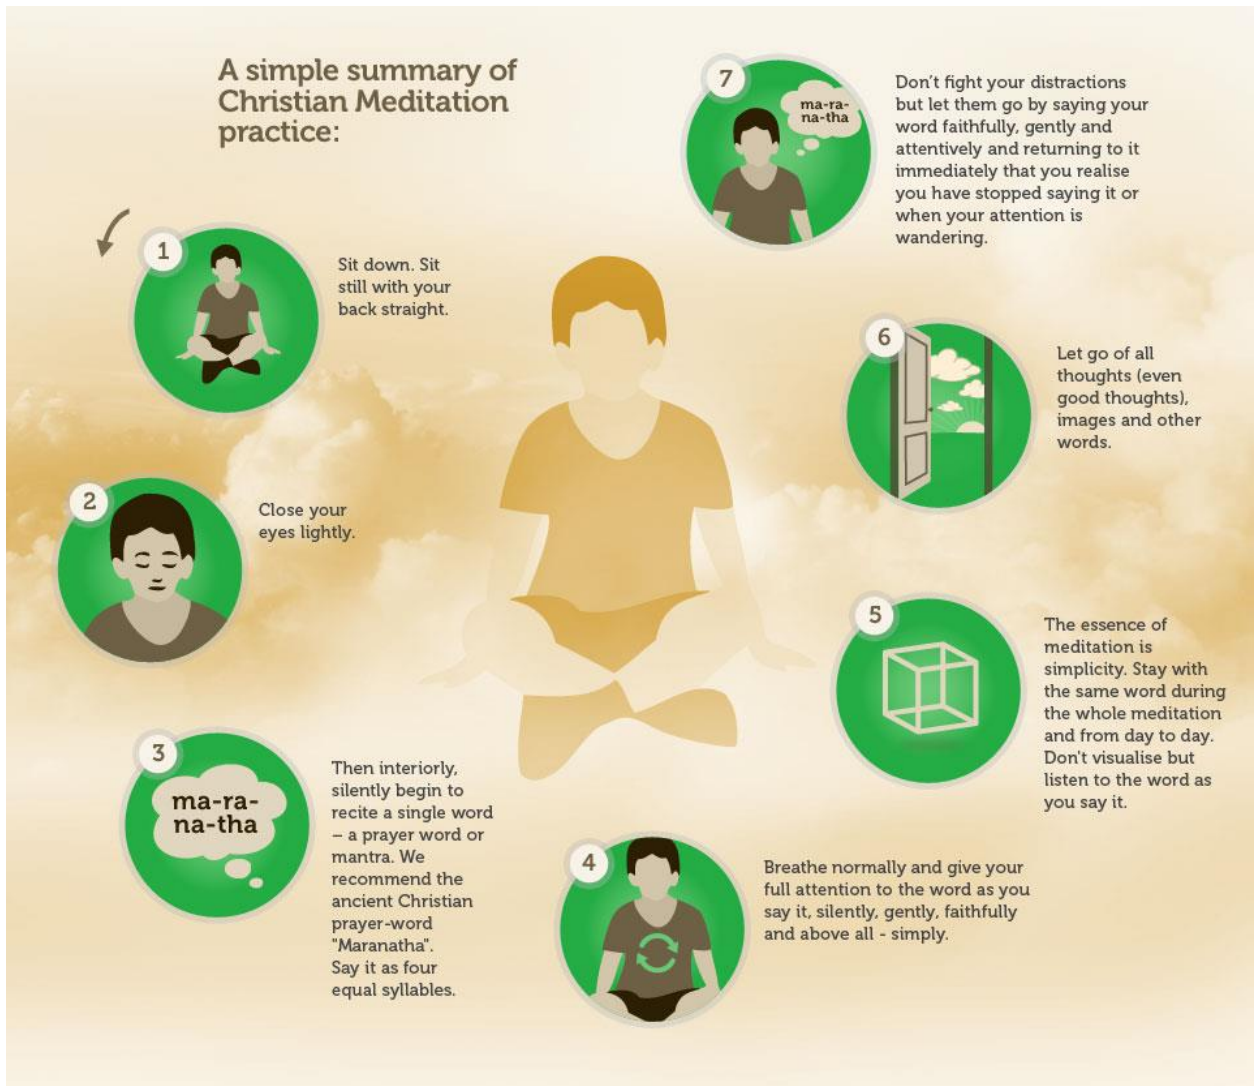 A simple summary of
Christian Meditation
practice:
1
Sit down. Sit
still with your
back straight.
2
Close your
eyes lightly.
3
ma-ra-
na-tha
Then interiorly,
silently begin to
recite a single word
– a prayer word or
mantra. We
recommend the
ancient Christian
prayer-word
"Maranatha".
Say it as four
equal syllables.
4
Breathe normally and give your
full attention to the word as you
say it, silently, gently, faithfully
and above all - simply.
5
The essence of
meditation is
simplicity. Stay with
the same word during
the whole meditation
and from day to day.
Don't visualise but
listen to the word as
you say it.
6
Let go of all
thoughts (even
good thoughts),
images and other
words.
7
ma-ra-
na-tha
Don't fight your distractions
but let them go by saying your
word faithfully, gently and
attentively and returning to it
immediately that you realise
you have stopped saying it or
when your attention is
wandering.